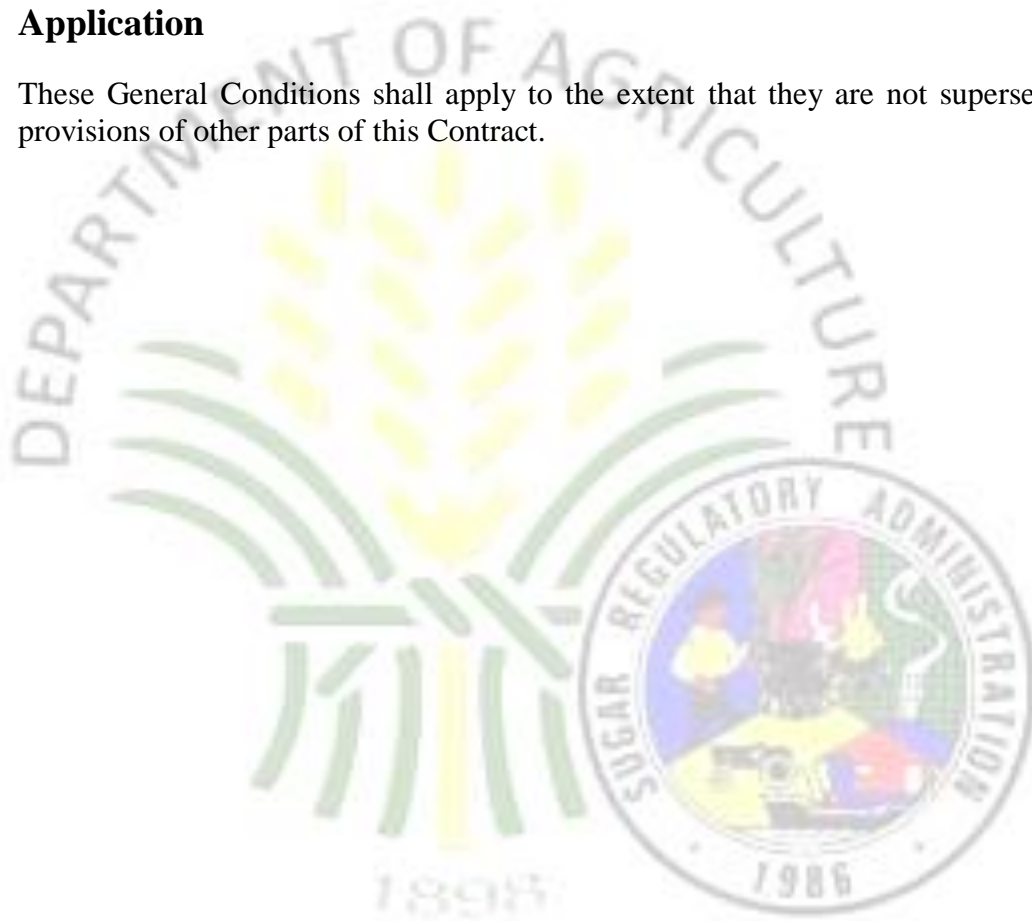 Application
These General Conditions shall apply to the extent that they are not superse
provisions of other parts of this Contract.
DEPARTMENT OF AGRICULTURE
SUGAR REGULATORY ADMINISTRATION
1986
1898